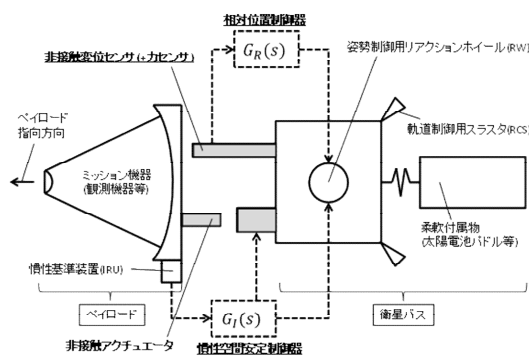 相対位置制御器
非接触変位センサ(+力センサ)
G_R(s)
姿勢制御用リアクションホイール(RW)
ペイロード
指向方向
軌道制御用スラスタ(RCS)
ミッション機器
(観測機器等)
柔軟付属物
(太陽電池パドル等)
慣性基準装置(IRU)
ペイロード
G_I(s)
衛星バス
非接触アクチュエータ
慣性空間安定制御器